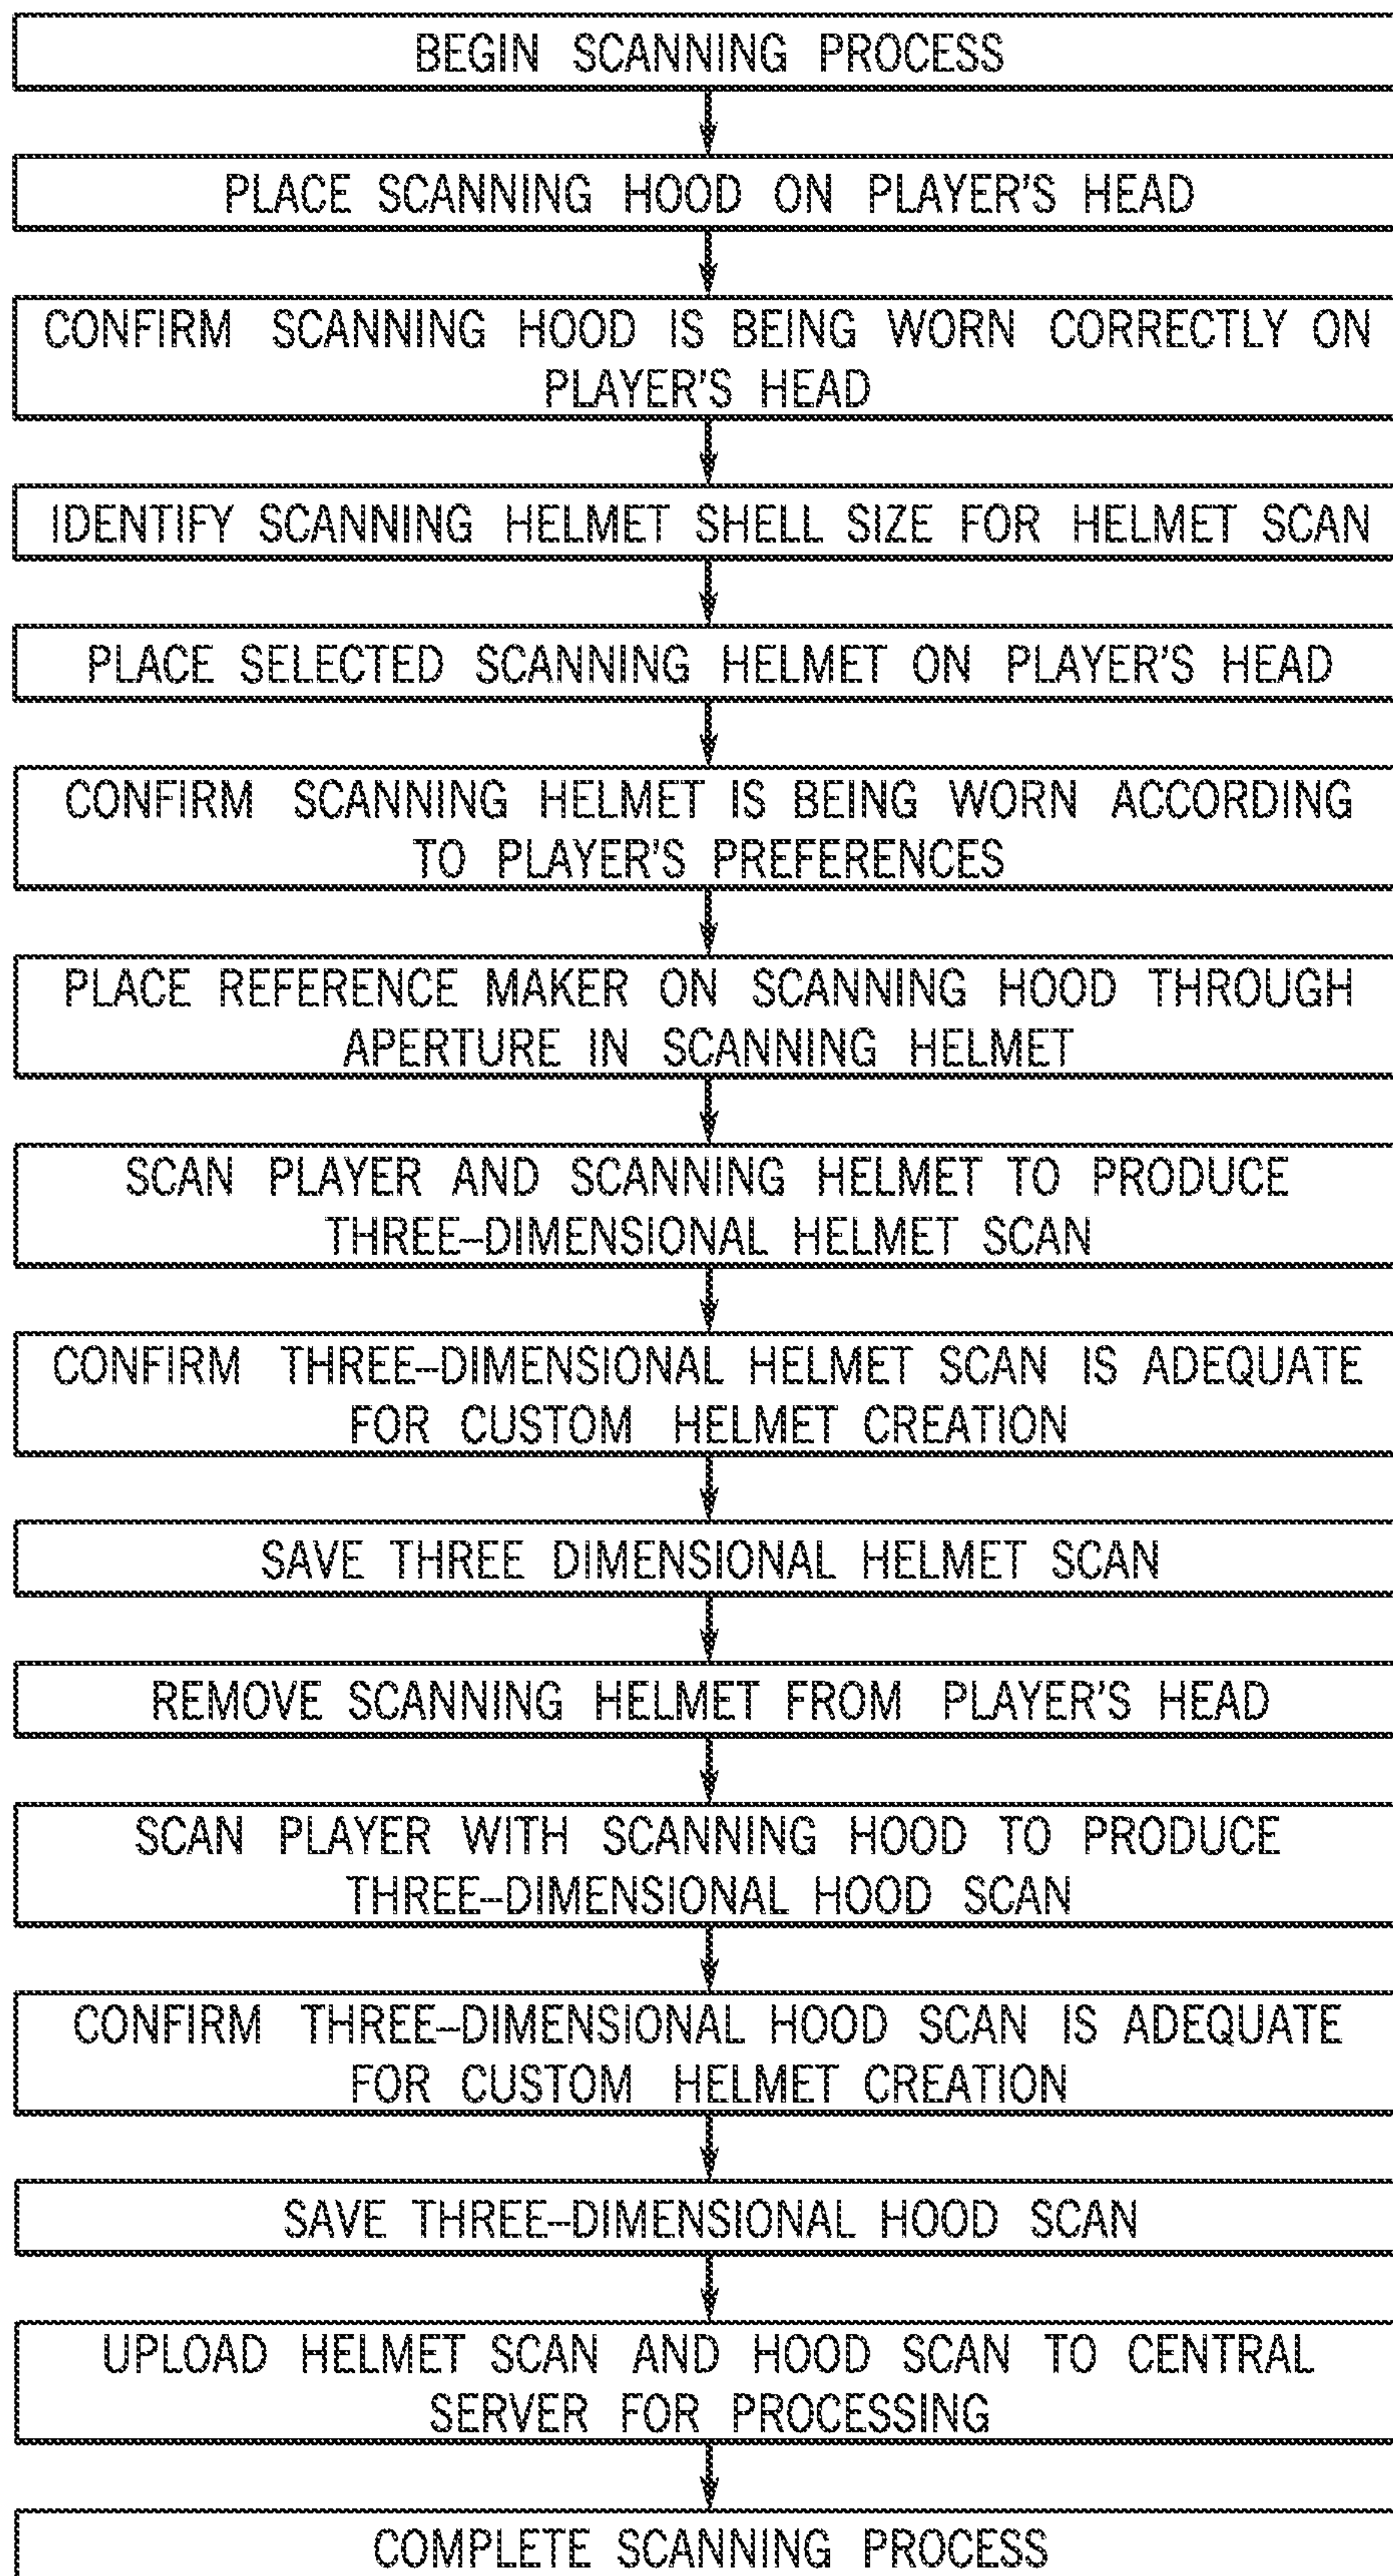 BEGIN SCANNING PROCESS
PLACE SCANNING HOOD ON PLAYER'S HEAD
CONFIRM SCANNING HOOD IS BEING WORN CORRECTLY ON
PLAYER'S HEAD
IDENTIFY SCANNING HELMET SHELL SIZE FOR HELMET SCAN
PLACE SELECTED SCANNING HELMET ON PLAYER'S HEAD
CONFIRM SCANNING HELMET IS BEING WORN ACCORDING
TO PLAYER'S PREFERENCES
PLACE REFERENCE MAKER ON SCANNING HOOD THROUGH
APERTURE IN SCANNING HELMET
SCAN PLAYER AND SCANNING HELMET TO PRODUCE
THREE-DIMENSIONAL HELMET SCAN
CONFIRM THREE-DIMENSIONAL HELMET SCAN IS ADEQUATE
FOR CUSTOM HELMET CREATION
SAVE THREE DIMENSIONAL HELMET SCAN
REMOVE SCANNING HELMET FROM PLAYER'S HEAD
SCAN PLAYER WITH SCANNING HOOD TO PRODUCE
THREE-DIMENSIONAL HOOD SCAN
CONFIRM THREE-DIMENSIONAL HOOD SCAN IS ADEQUATE
FOR CUSTOM HELMET CREATION
SAVE THREE-DIMENSIONAL HOOD SCAN
UPLOAD HELMET SCAN AND HOOD SCAN TO CENTRAL
SERVER FOR PROCESSING
COMPLETE SCANNING PROCESS